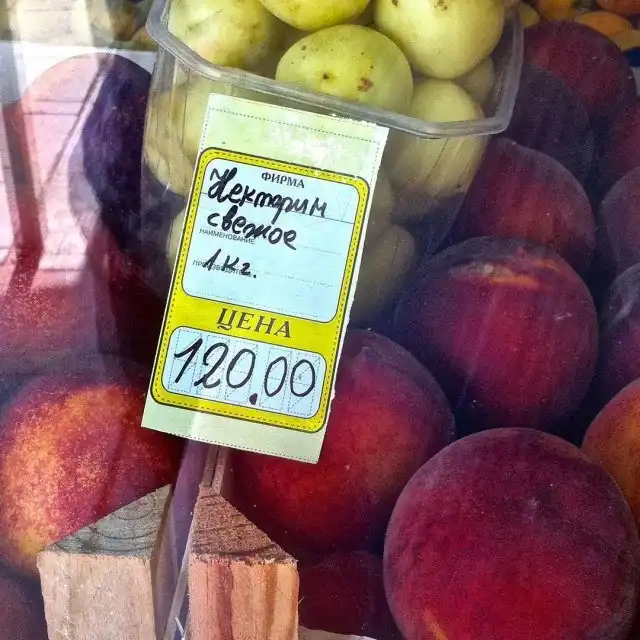 ФИРМА
Нектарин
свежое
НАИМЕНОВАНИЕ
1 кг.
ЦЕНА
120.00